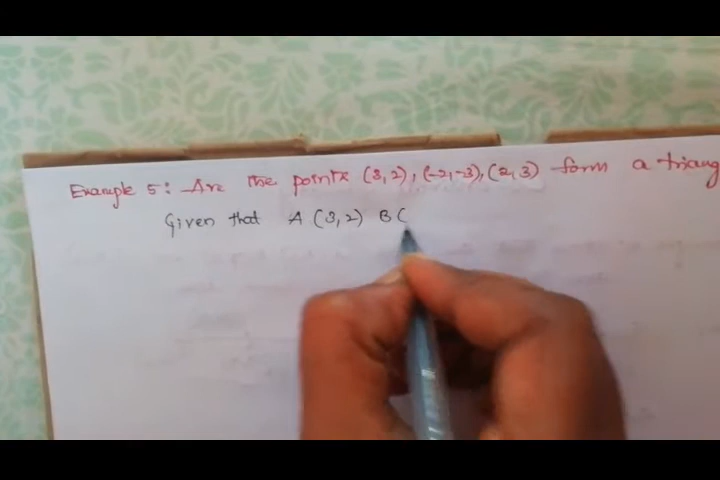 Example 5: Are the points (3,2), (-2,-3), (2,3) form a triang
Given that A (3,2) B (